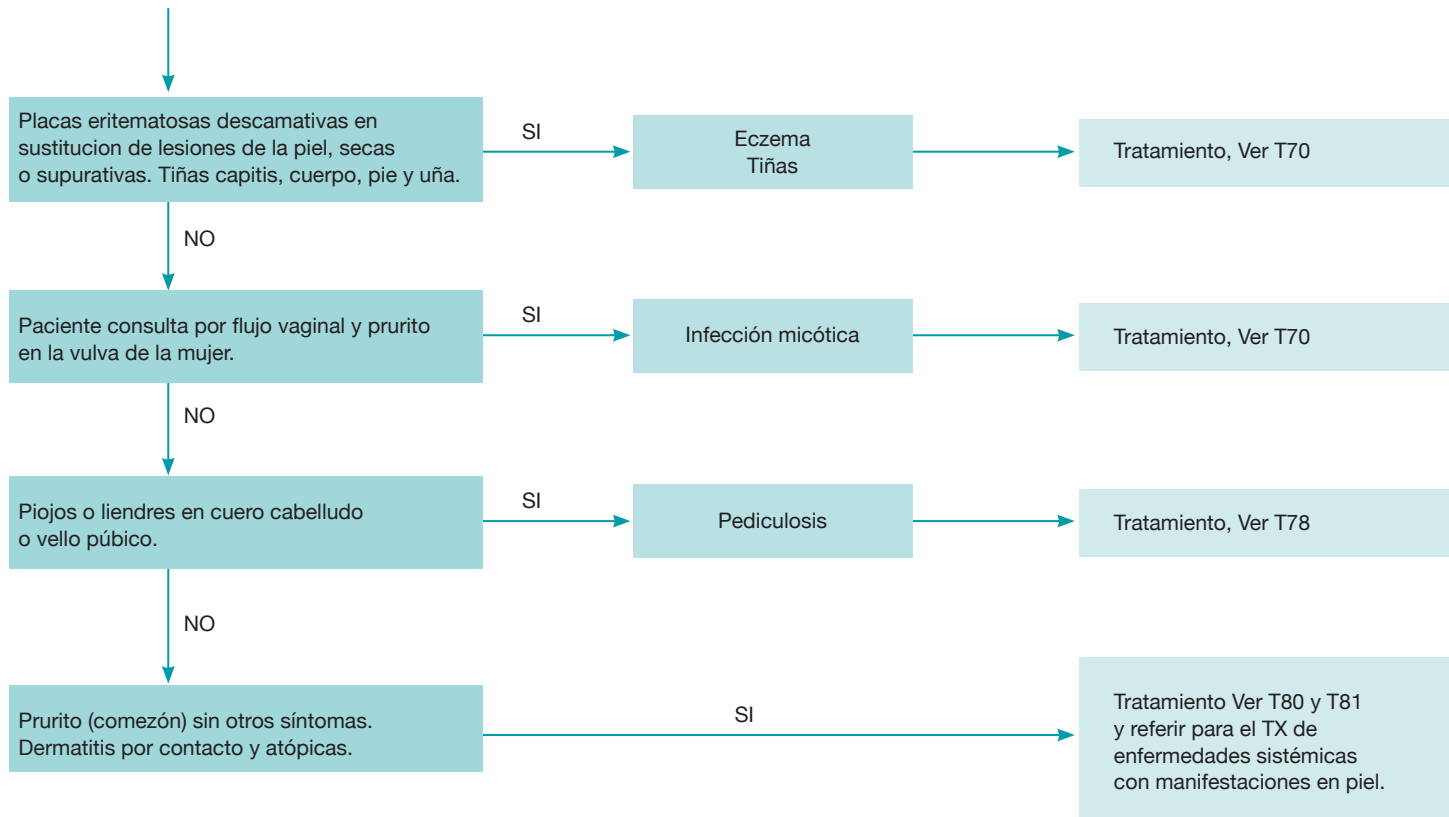 Placas eritematosas descamativas en
sustitucion de lesiones de la piel, secas
o supurativas. Tiñas capitis, cuerpo, pie y uña.
SI
Eczema
Tiñas
Tratamiento, Ver T70
NO
Paciente consulta por flujo vaginal y prurito
en la vulva de la mujer.
SI
Infección micótica
Tratamiento, Ver T70
NO
Piojos o liendres en cuero cabelludo
o vello púbico.
SI
Pediculosis
Tratamiento, Ver T78
NO
Prurito (comezón) sin otros síntomas.
Dermatitis por contacto y atópicas.
SI
Tratamiento Ver T80 y T81
y referir para el TX de
enfermedades sistémicas
con manifestaciones en piel.